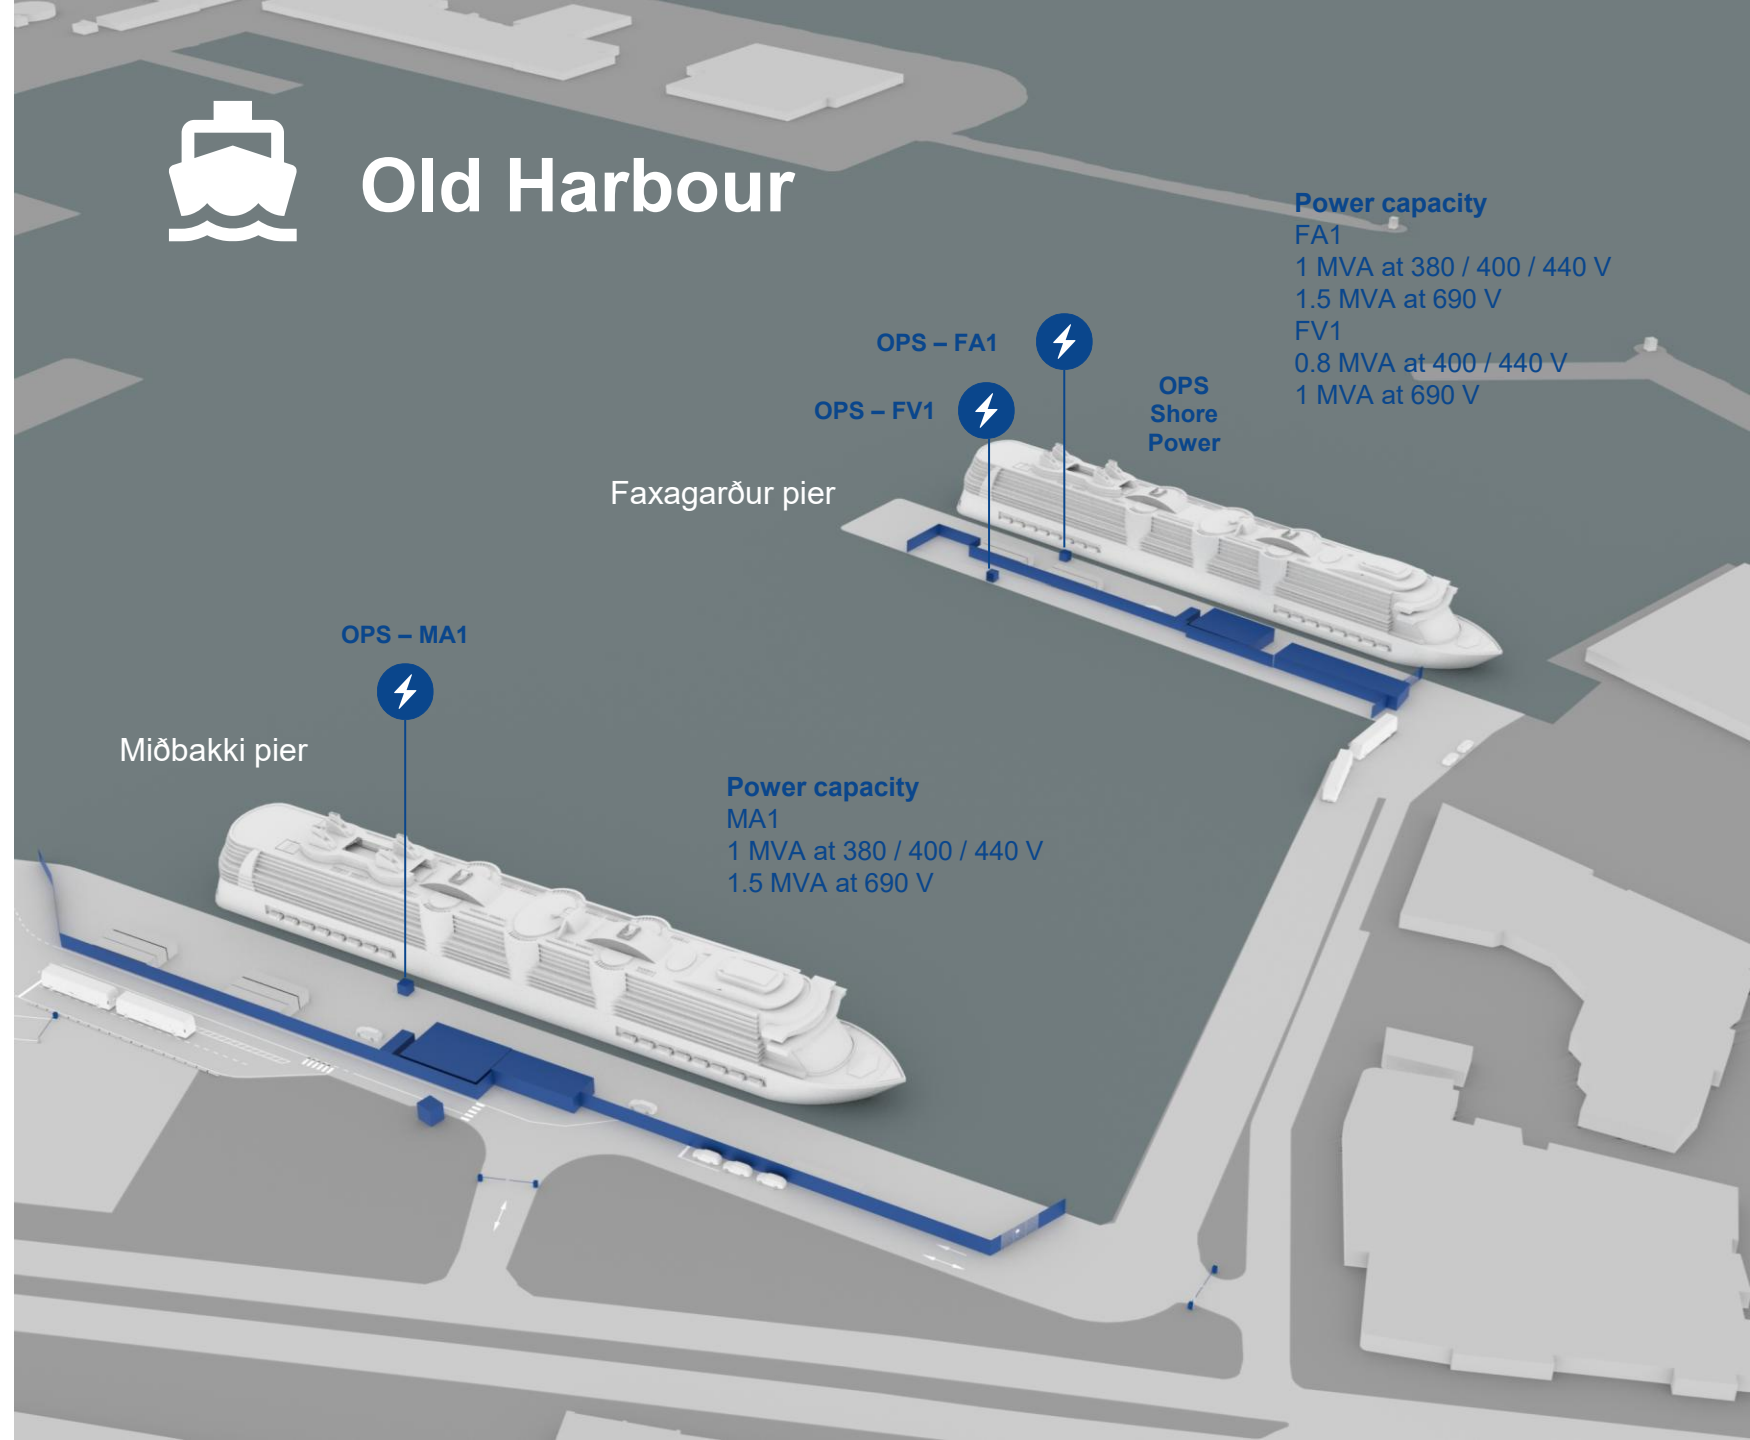 Old Harbour
Power capacity
FA1
1 MVA at 380 / 400 / 440 V
1.5 MVA at 690 V
FV1
0.8 MVA at 400 / 440 V
1 MVA at 690 V
OPS – FA1
OPS – FV1
OPS
Shore
Power
Faxagarður pier
OPS – MA1
Miðbakki pier
Power capacity
MA1
1 MVA at 380 / 400 / 440 V
1.5 MVA at 690 V